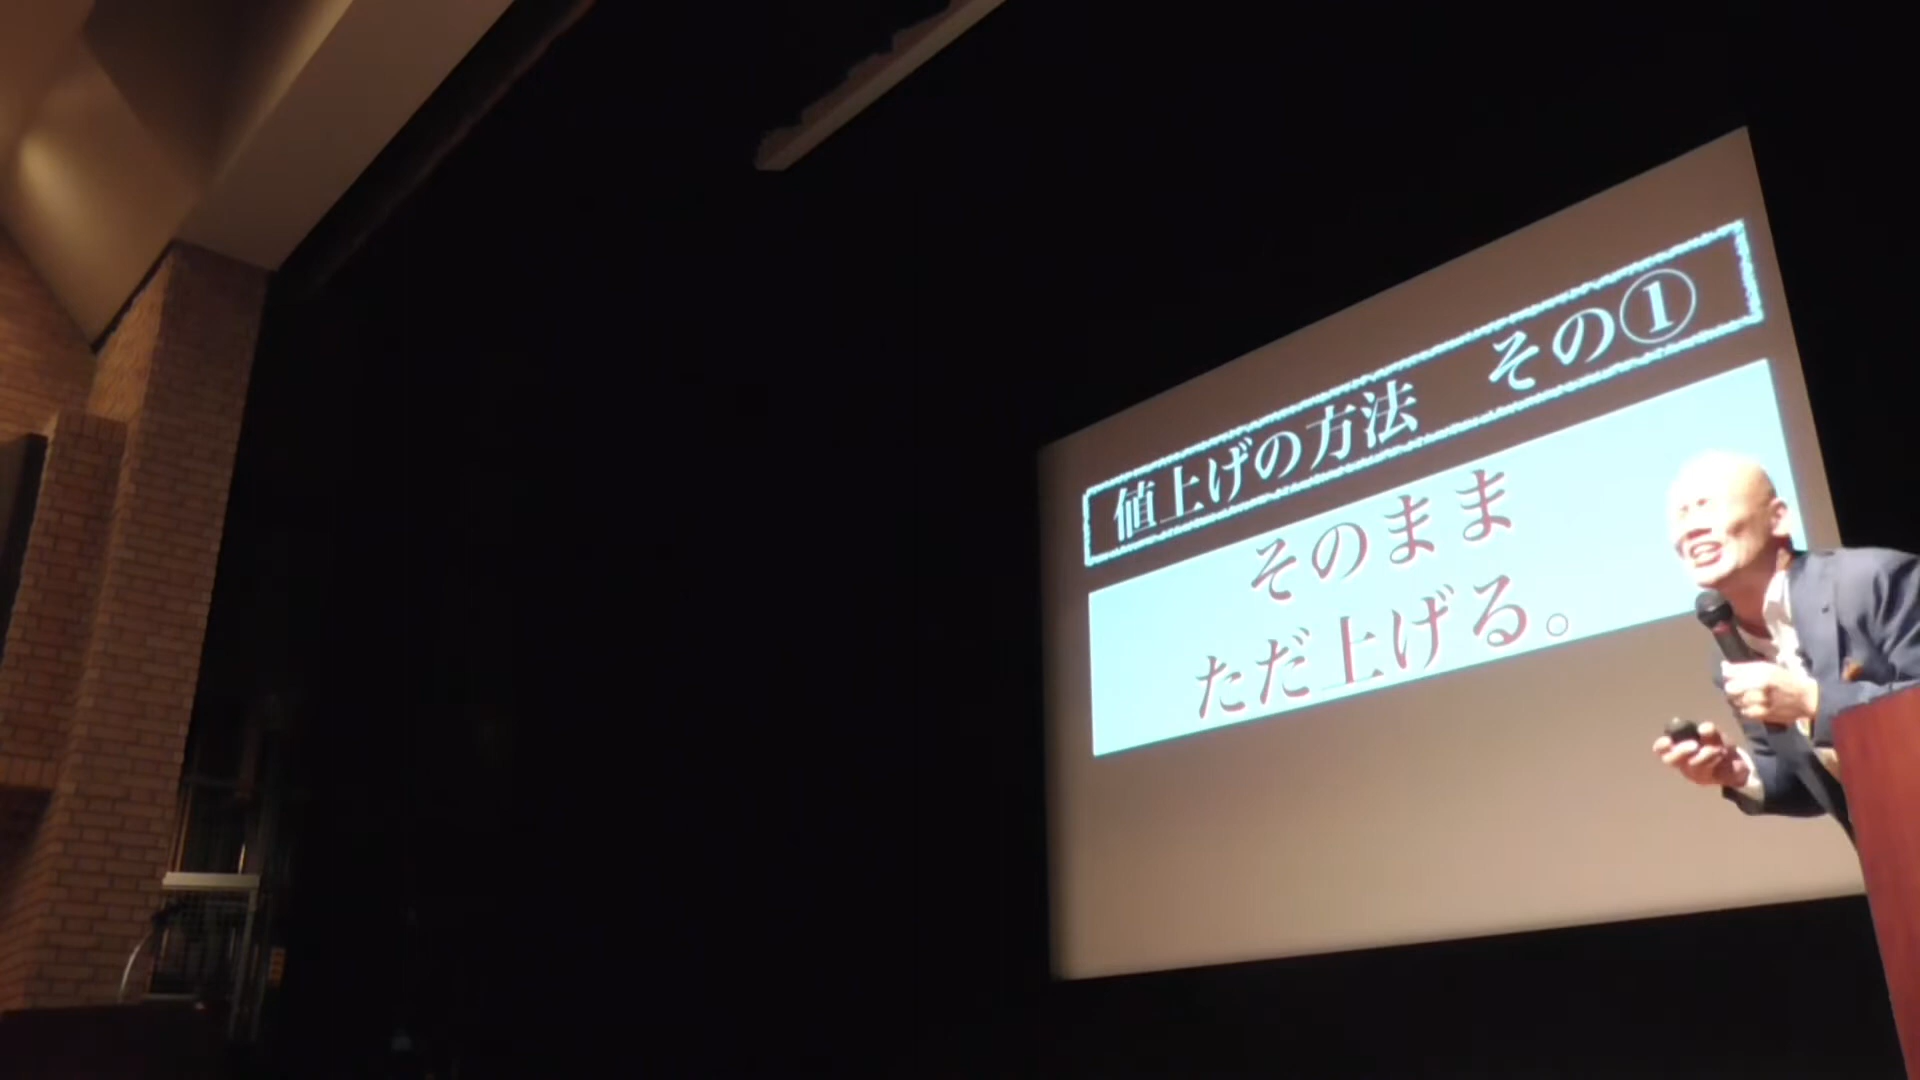 値上げの方法　その①
そのまま
ただ上げる。